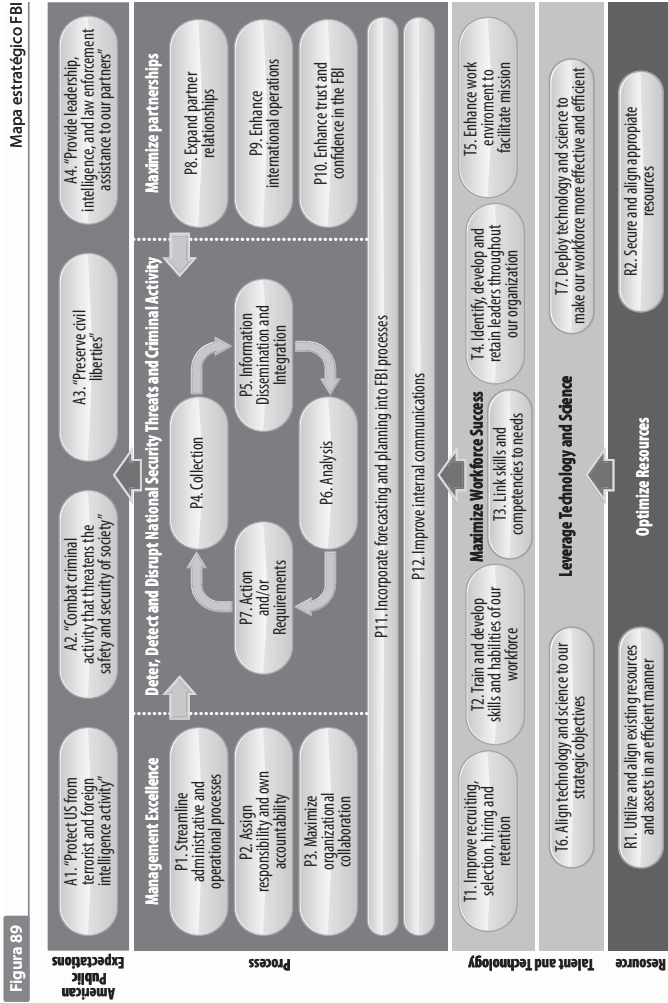 Figura 89
Mapa estratégico FBI
American
Public
Expectations
A1. “Protect US from
terrorist and foreign
intelligence activity”
A2. “Combat criminal
activity that threatens the
safety and security of society”
A3. “Preserve civil
liberties”
A4. “Provide leadership,
intelligence, and law enforcement
assistance to our partners”
Process
Management Excellence
P1. Streamline
administrative and
operational processes
P2. Assign
responsibility and own
accountability
P3. Maximize
organizational
collaboration
Deter, Detect and Disrupt National Security Threats and Criminal Activity
P4. Collection
P5. Information
Dissemination and
Integration
P6. Analysis
P7. Action
and/or
Requirements
Maximize partnerships
P8. Expand partner
relationships
P9. Enhance
international operations
P10. Enhance trust and
confidence in the FBI
P11. Incorporate forecasting and planning into FBI processes
P12. Improve internal communications
Talent and Technology
Maximize Workforce Success
T1. Improve recruiting,
selection, hiring and
retention
T2. Train and develop
skills and habilities of our
workforce
T3. Link skills and
competencies to needs
T4. Identify, develop and
retain leaders throughout
our organization
T5. Enhance work
enviroment to
facilitate mission
Leverage Technology and Science
T6. Align technology and science to our
strategic objectives
T7. Deploy technology and science to
make our workforce more effective and efficient
Resource
Optimize Resources
R1. Utilize and align existing resources
and assets in an efficient manner
R2. Secure and align appropiate
resources